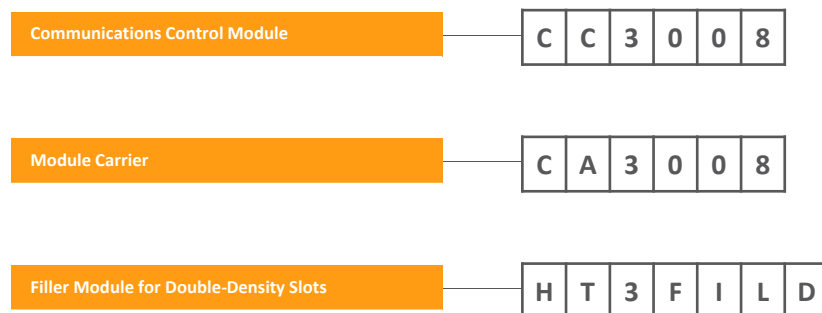 Communications Control Module C C 3 0 0 8
Module Carrier C A 3 0 0 8
Filler Module for Double-Density Slots H T 3 F I L D